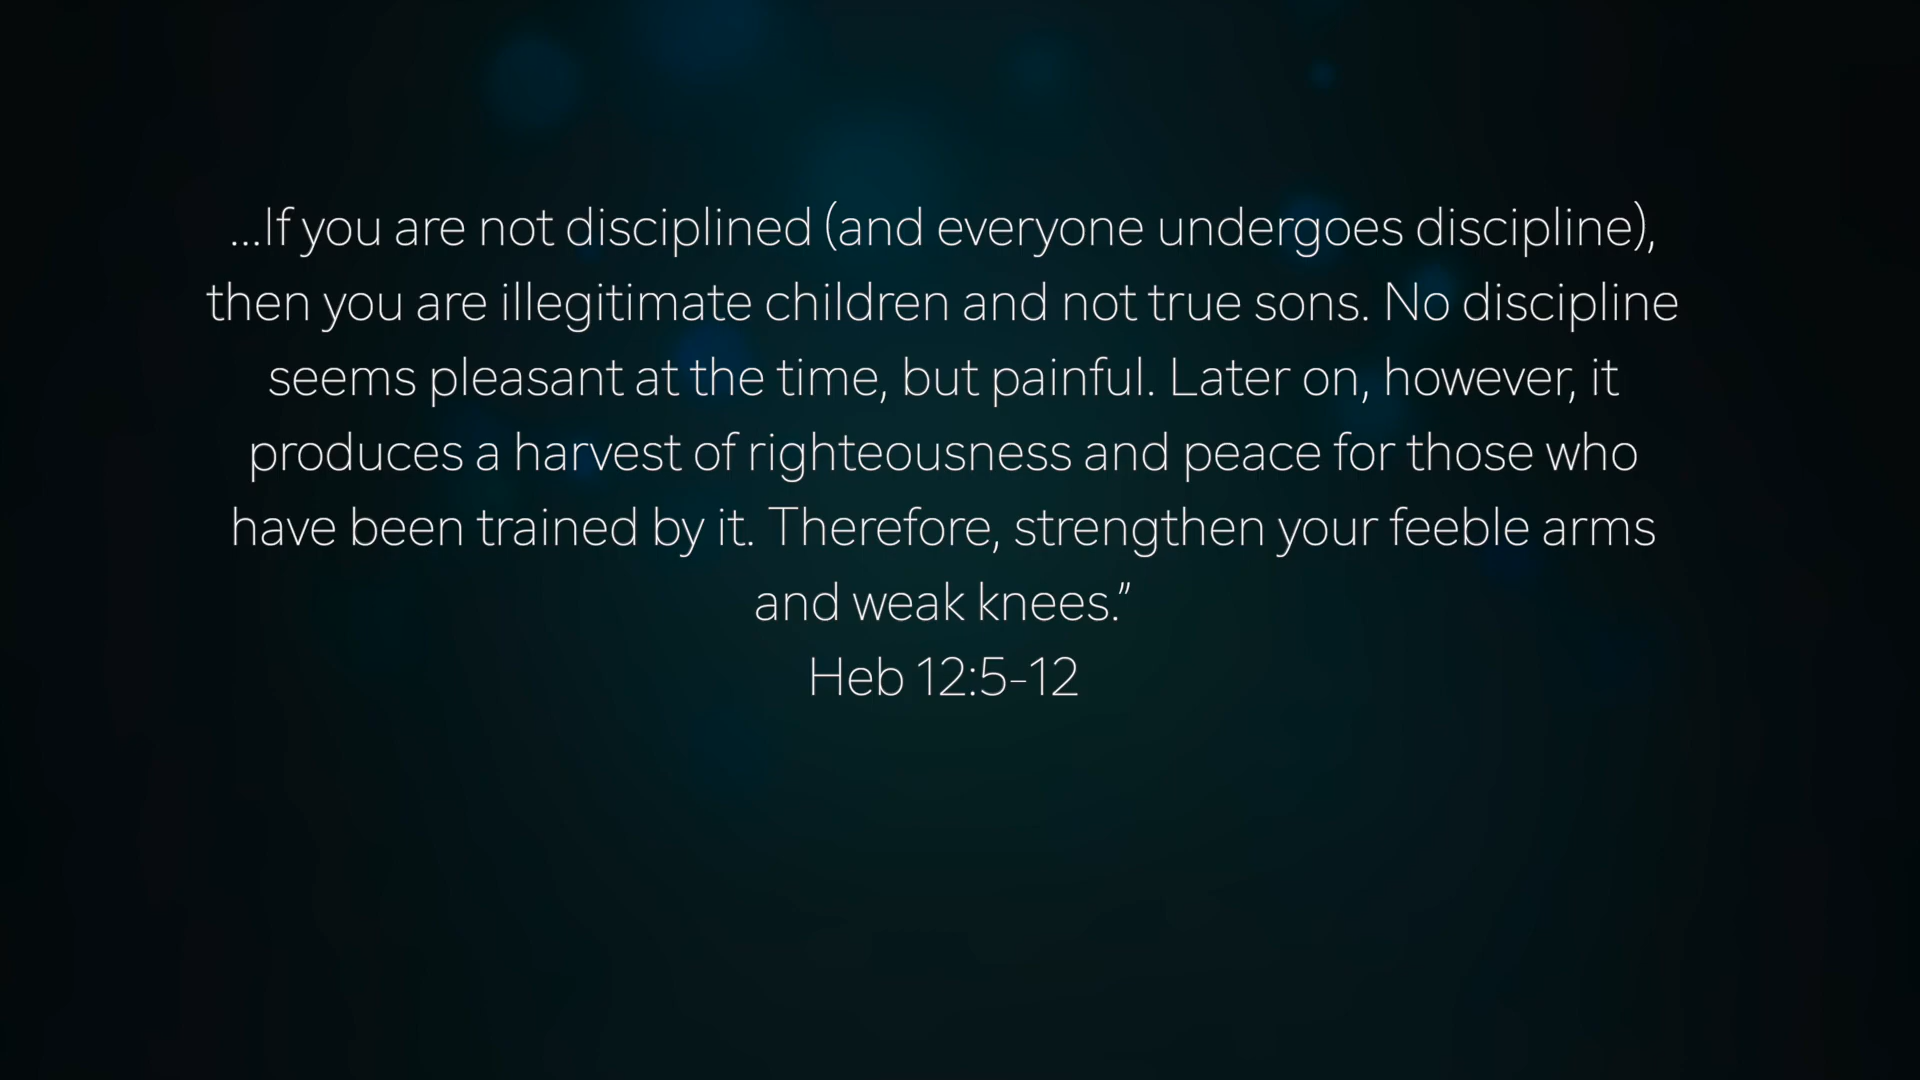 ...If you are not disciplined (and everyone undergoes discipline),
then you are illegitimate children and not true sons. No discipline
seems pleasant at the time, but painful. Later on, however, it
produces a harvest of righteousness and peace for those who
have been trained by it. Therefore, strengthen your feeble arms
and weak knees.”
Heb 12:5-12